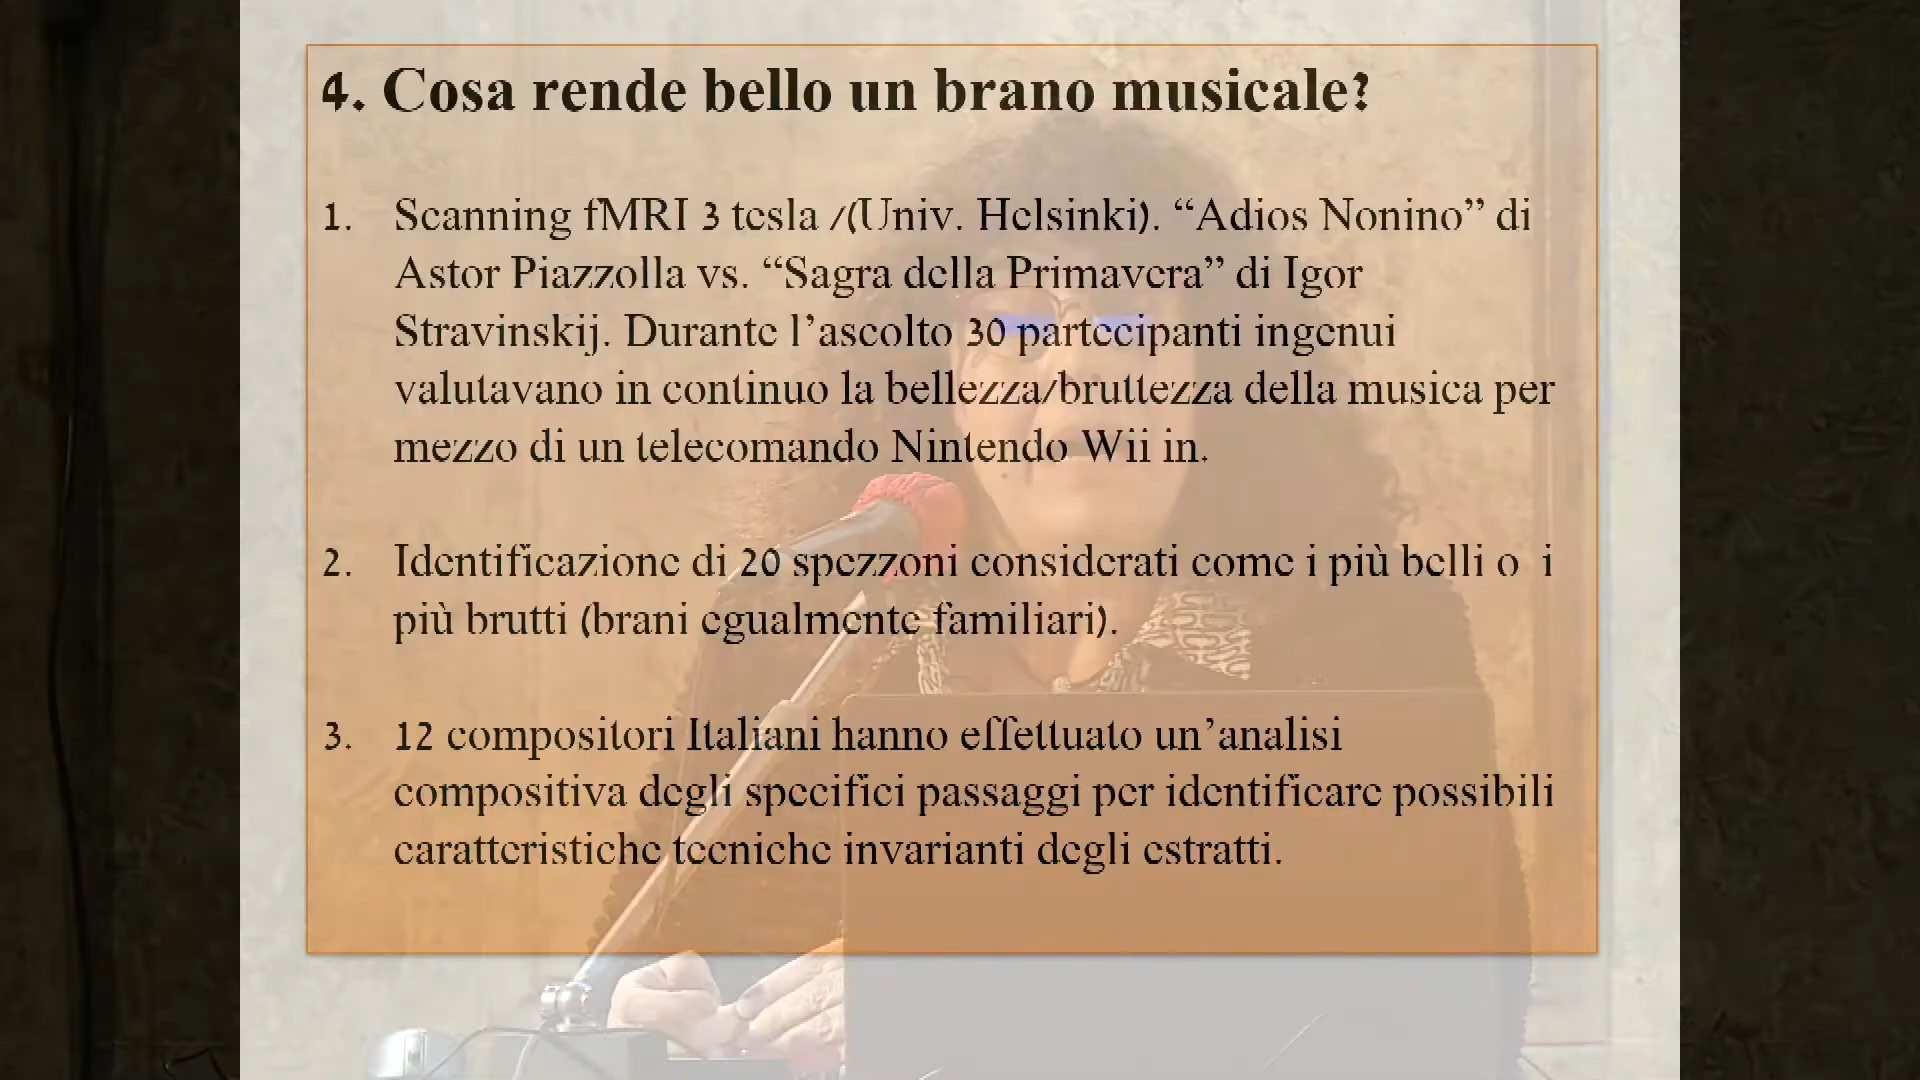 4. Cosa rende bello un brano musicale?
1. Scanning fMRI 3 tesla /(Univ. Helsinki). “Adios Nonino” di
Astor Piazzolla vs. “Sagra della Primavera” di Igor
Stravinskij. Durante l’ascolto 30 partecipanti ingenui
valutavano in continuo la bellezza/bruttezza della musica per
mezzo di un telecomando Nintendo Wii in.
2. Identificazione di 20 spezzoni considerati come i più belli o i
più brutti (brani egualmente familiari).
3. 12 compositori Italiani hanno effettuato un’analisi
compositiva degli specifici passaggi per identificare possibili
caratteristiche tecniche invarianti degli estratti.